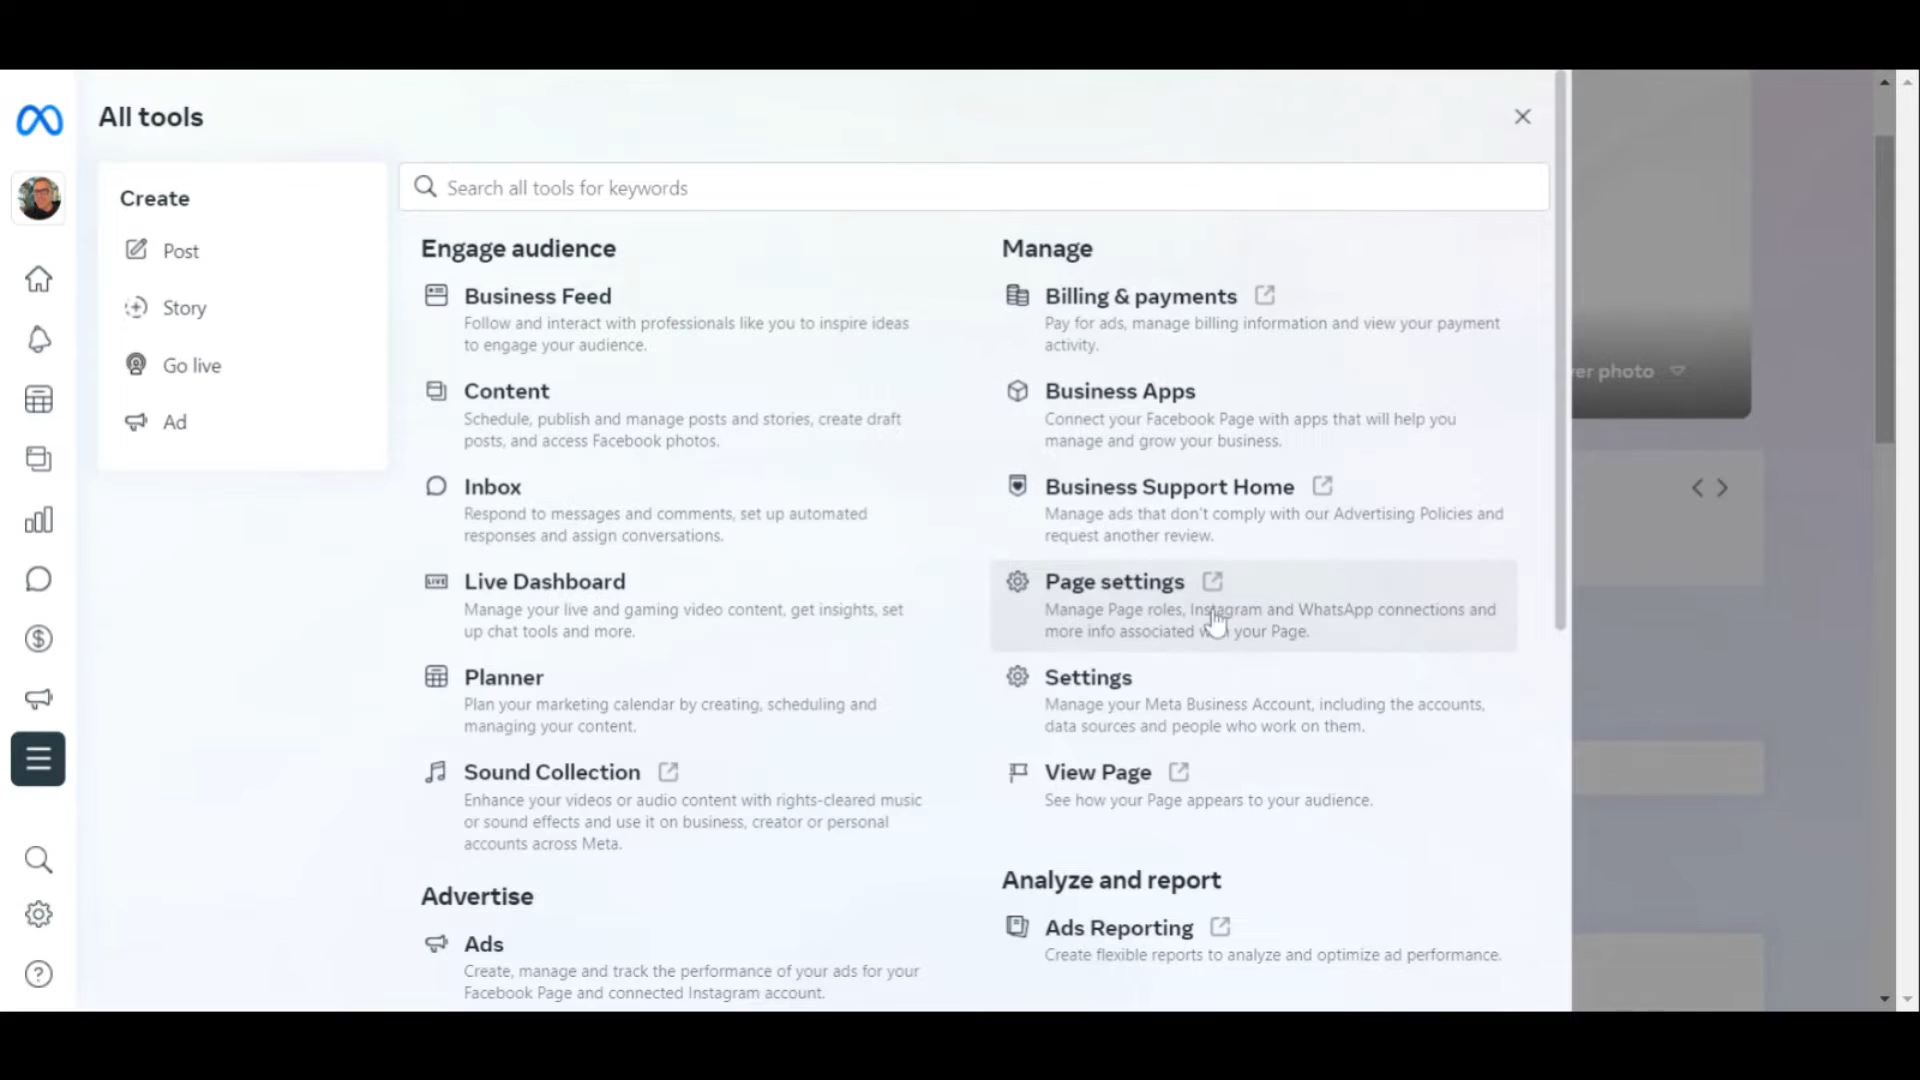 All tools
Create
Post
Story
Go live
Ad
Search all tools for keywords
Engage audience
Business Feed
Follow and interact with professionals like you to inspire ideas
to engage your audience.
Content
Schedule, publish and manage posts and stories, create draft
posts, and access Facebook photos.
Inbox
Respond to messages and comments, set up automated
responses and assign conversations.
LIVE
Live Dashboard
Manage your live and gaming video content, get insights, set
up chat tools and more.
Planner
Plan your marketing calendar by creating, scheduling and
managing your content.
Sound Collection
Enhance your videos or audio content with rights-cleared music
or sound effects and use it on business, creator or personal
accounts across Meta.
Advertise
Ads
Create, manage and track the performance of your ads for your
Facebook Page and connected Instagram account.
Manage
Billing & payments
Pay for ads, manage billing information and view your payment
activity.
Business Apps
Connect your Facebook Page with apps that will help you
manage and grow your business.
Business Support Home
Manage ads that don't comply with our Advertising Policies and
request another review.
Page settings
Manage Page roles, Instagram and WhatsApp connections and
more info associated with your Page.
Settings
Manage your Meta Business Account, including the accounts,
data sources and people who work on them.
View Page
See how your Page appears to your audience.
Analyze and report
Ads Reporting
Create flexible reports to analyze and optimize ad performance.
er photo